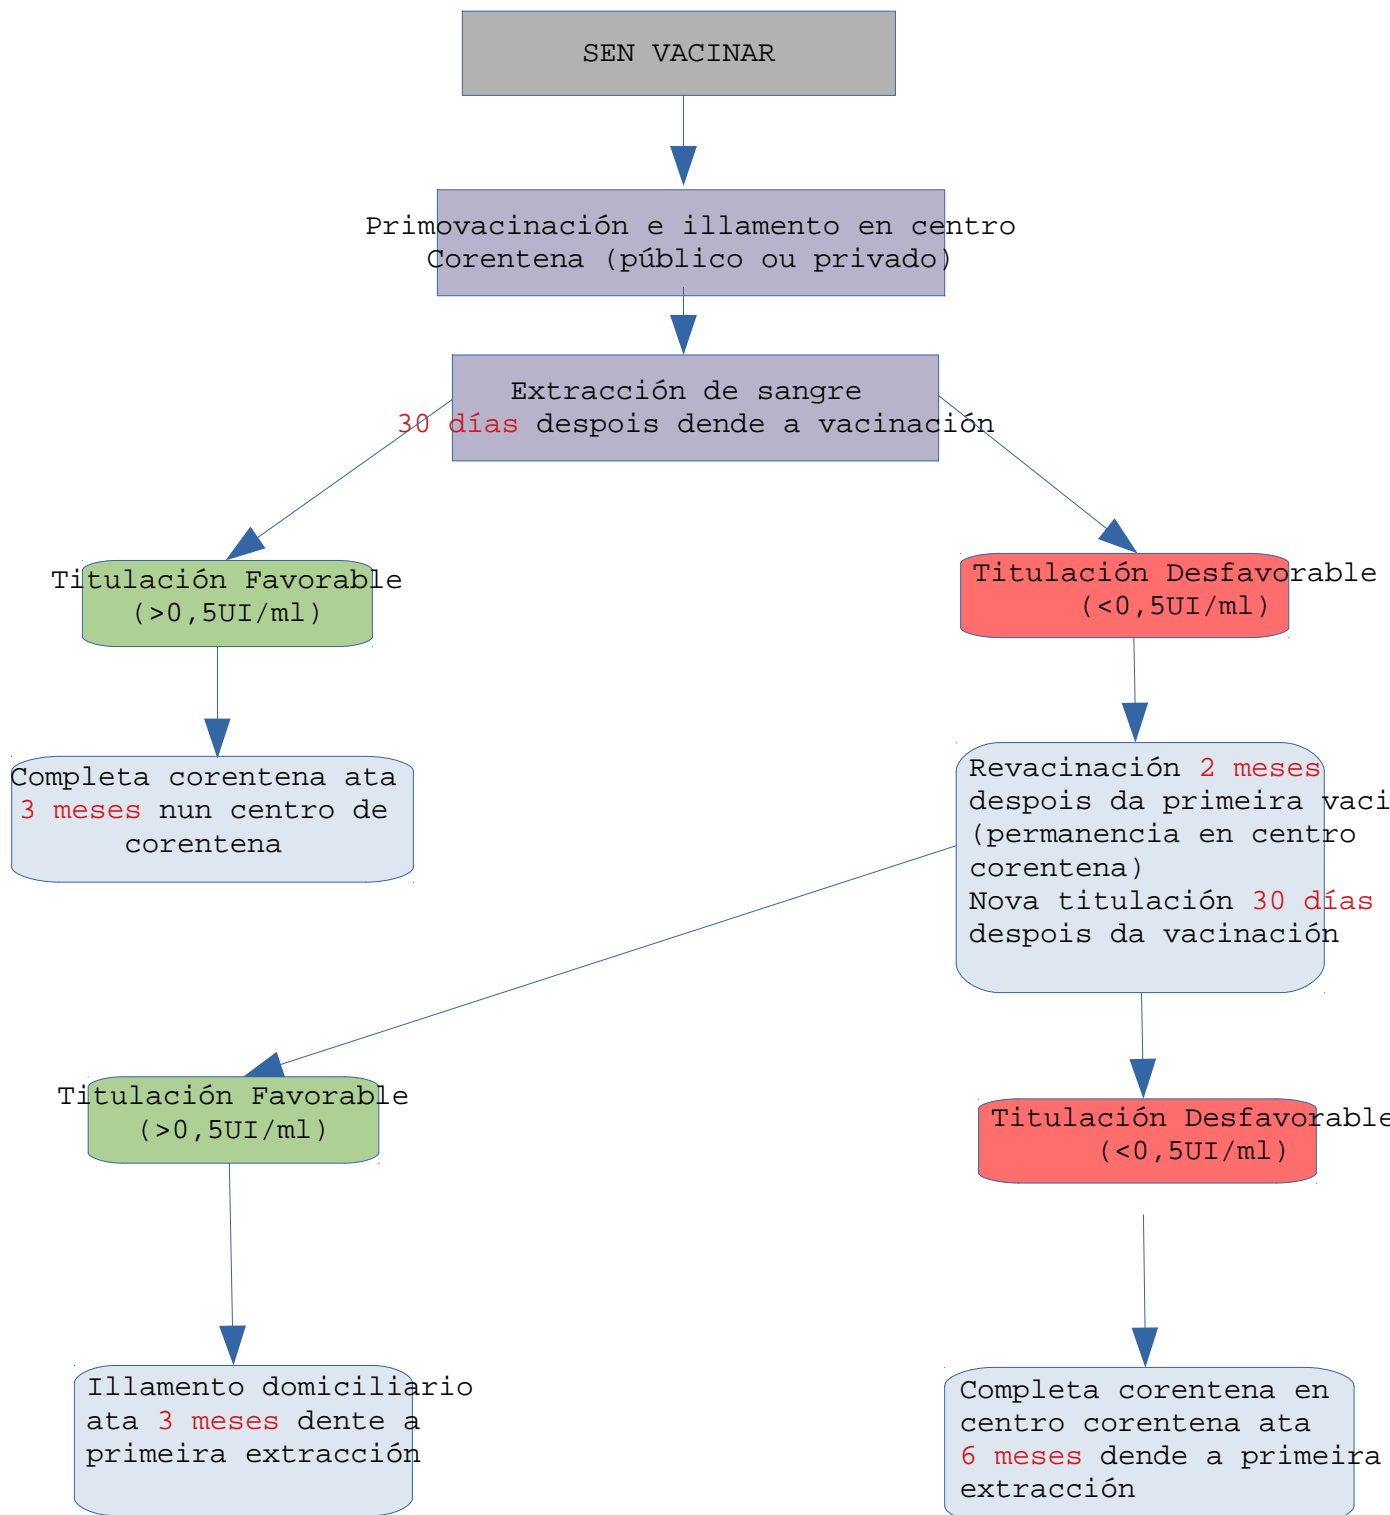 SEN VACINAR
Primovacinación e illamento en centro
Corentena (público ou privado)
Extracción de sangre
30 días despois dende a vacinación
Titulación Favorable
(>0,5UI/ml)
Titulación Desfavorable
(<0,5UI/ml)
Completa corentena ata
3 meses nun centro de
corentena
Revacinación 2 meses
despois da primeira vaci
(permanencia en centro
corentena)
Nova titulación 30 días
despois da vacinación
Titulación Favorable
(>0,5UI/ml)
Titulación Desfavorable
(<0,5UI/ml)
Illamento domiciliario
ata 3 meses dente a
primeira extracción
Completa corentena en
centro corentena ata
6 meses dende a primeira
extracción